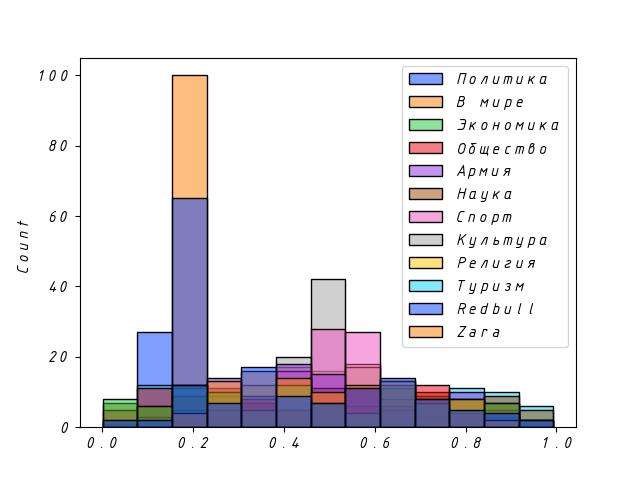 Count
100
80
60
40
20
0
0.0 0.2 0.4 0.6 0.8 1.0
Политика
В мире
Экономика
Общество
Армия
Наука
Спорт
Культура
Религия
Туризм
Redbull
Zara